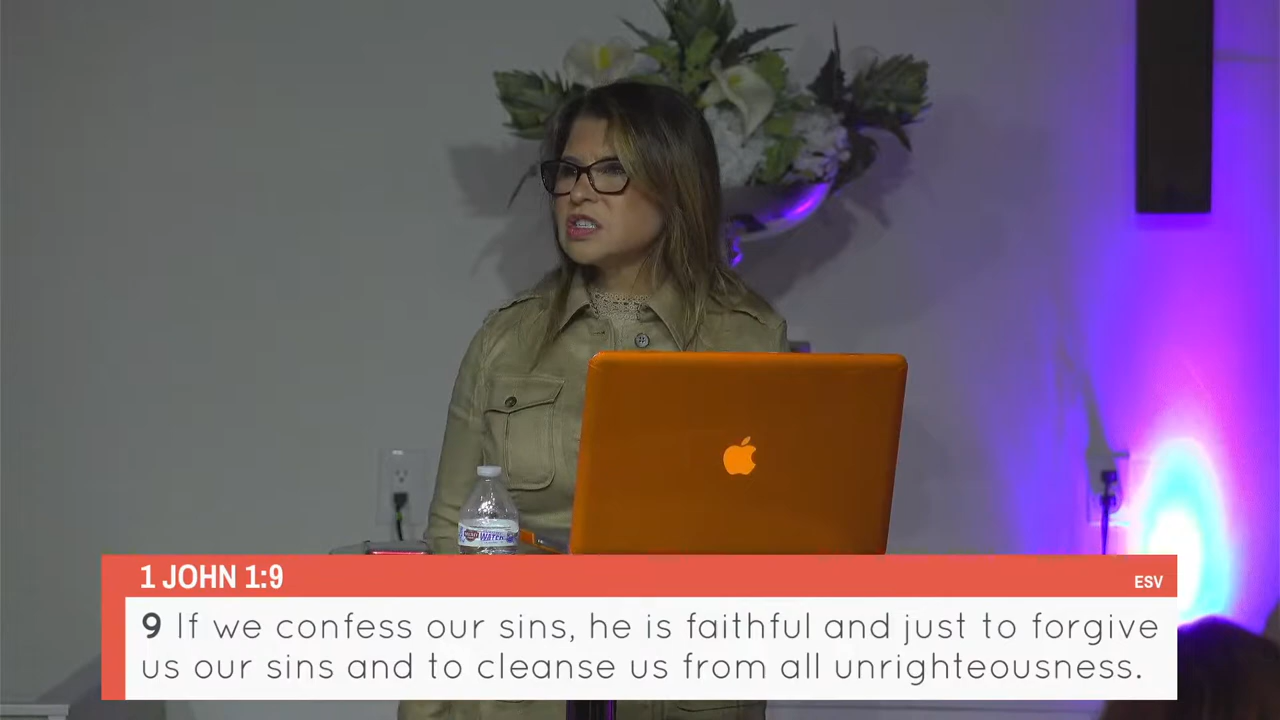 WATER
1 JOHN 1:9
ESV
9 If we confess our sins, he is faithful and just to forgive
us our sins and to cleanse us from all unrighteousness.